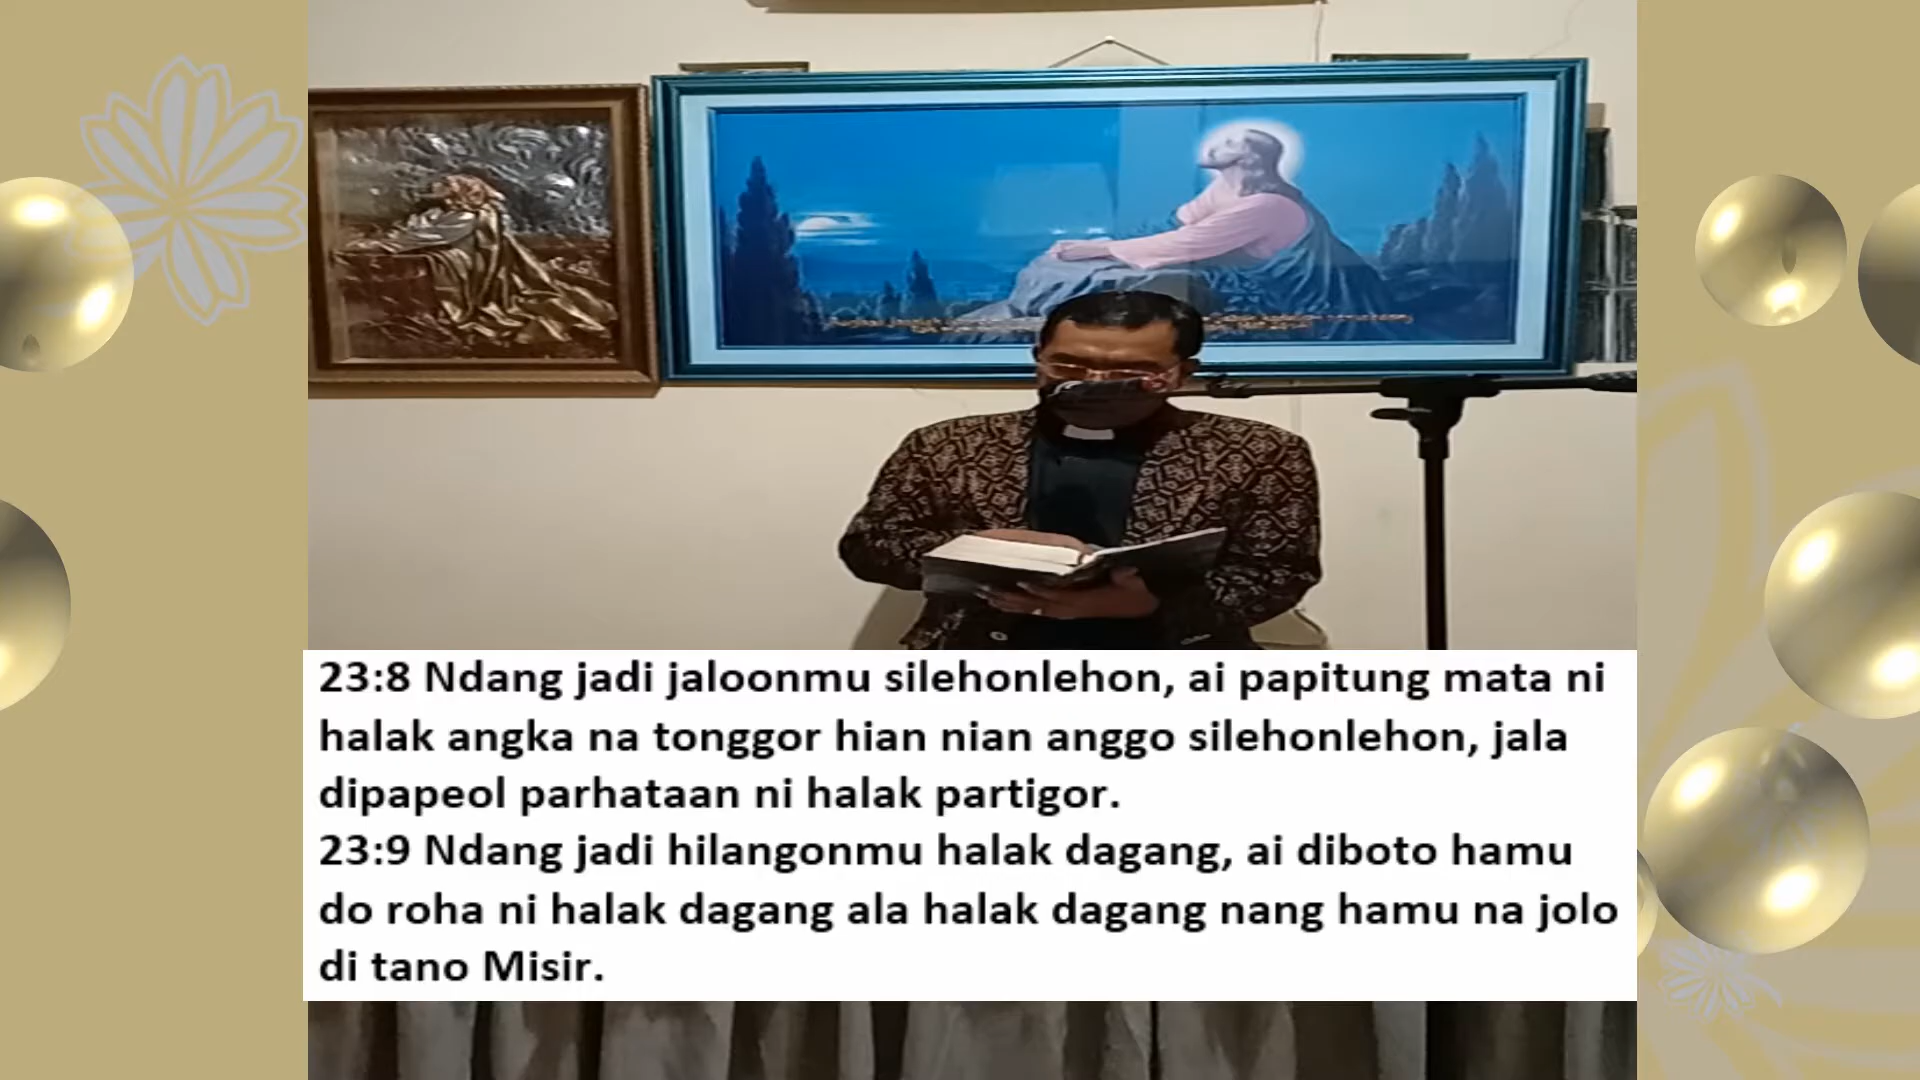 23:8 Ndang jadi jaloonmu silehonlehon, ai papitung mata ni
halak angka na tonggor hian nian anggo silehonlehon, jala
dipapeol parhataan ni halak partigor.
23:9 Ndang jadi hilangonmu halak dagang, ai diboto hamu
do roha ni halak dagang ala halak dagang nang hamu na jolo
di tano Misir.